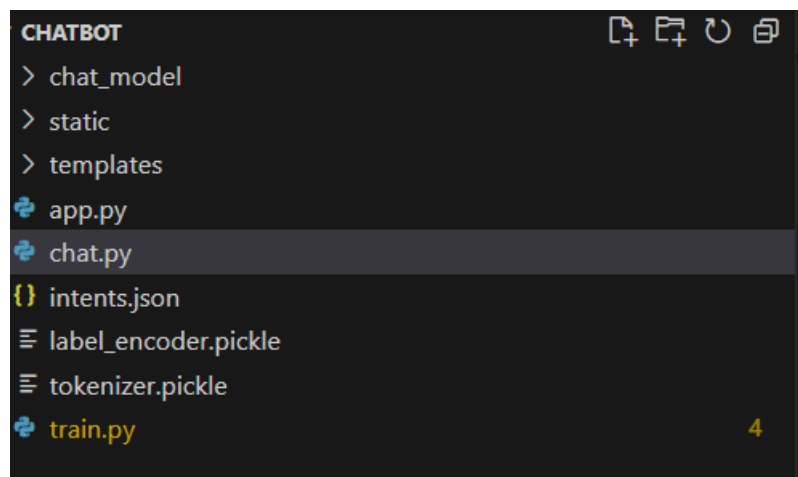 CHATBOT
chat_model
static
templates
app.py
chat.py
intents.json
label_encoder.pickle
tokenizer.pickle
train.py 4